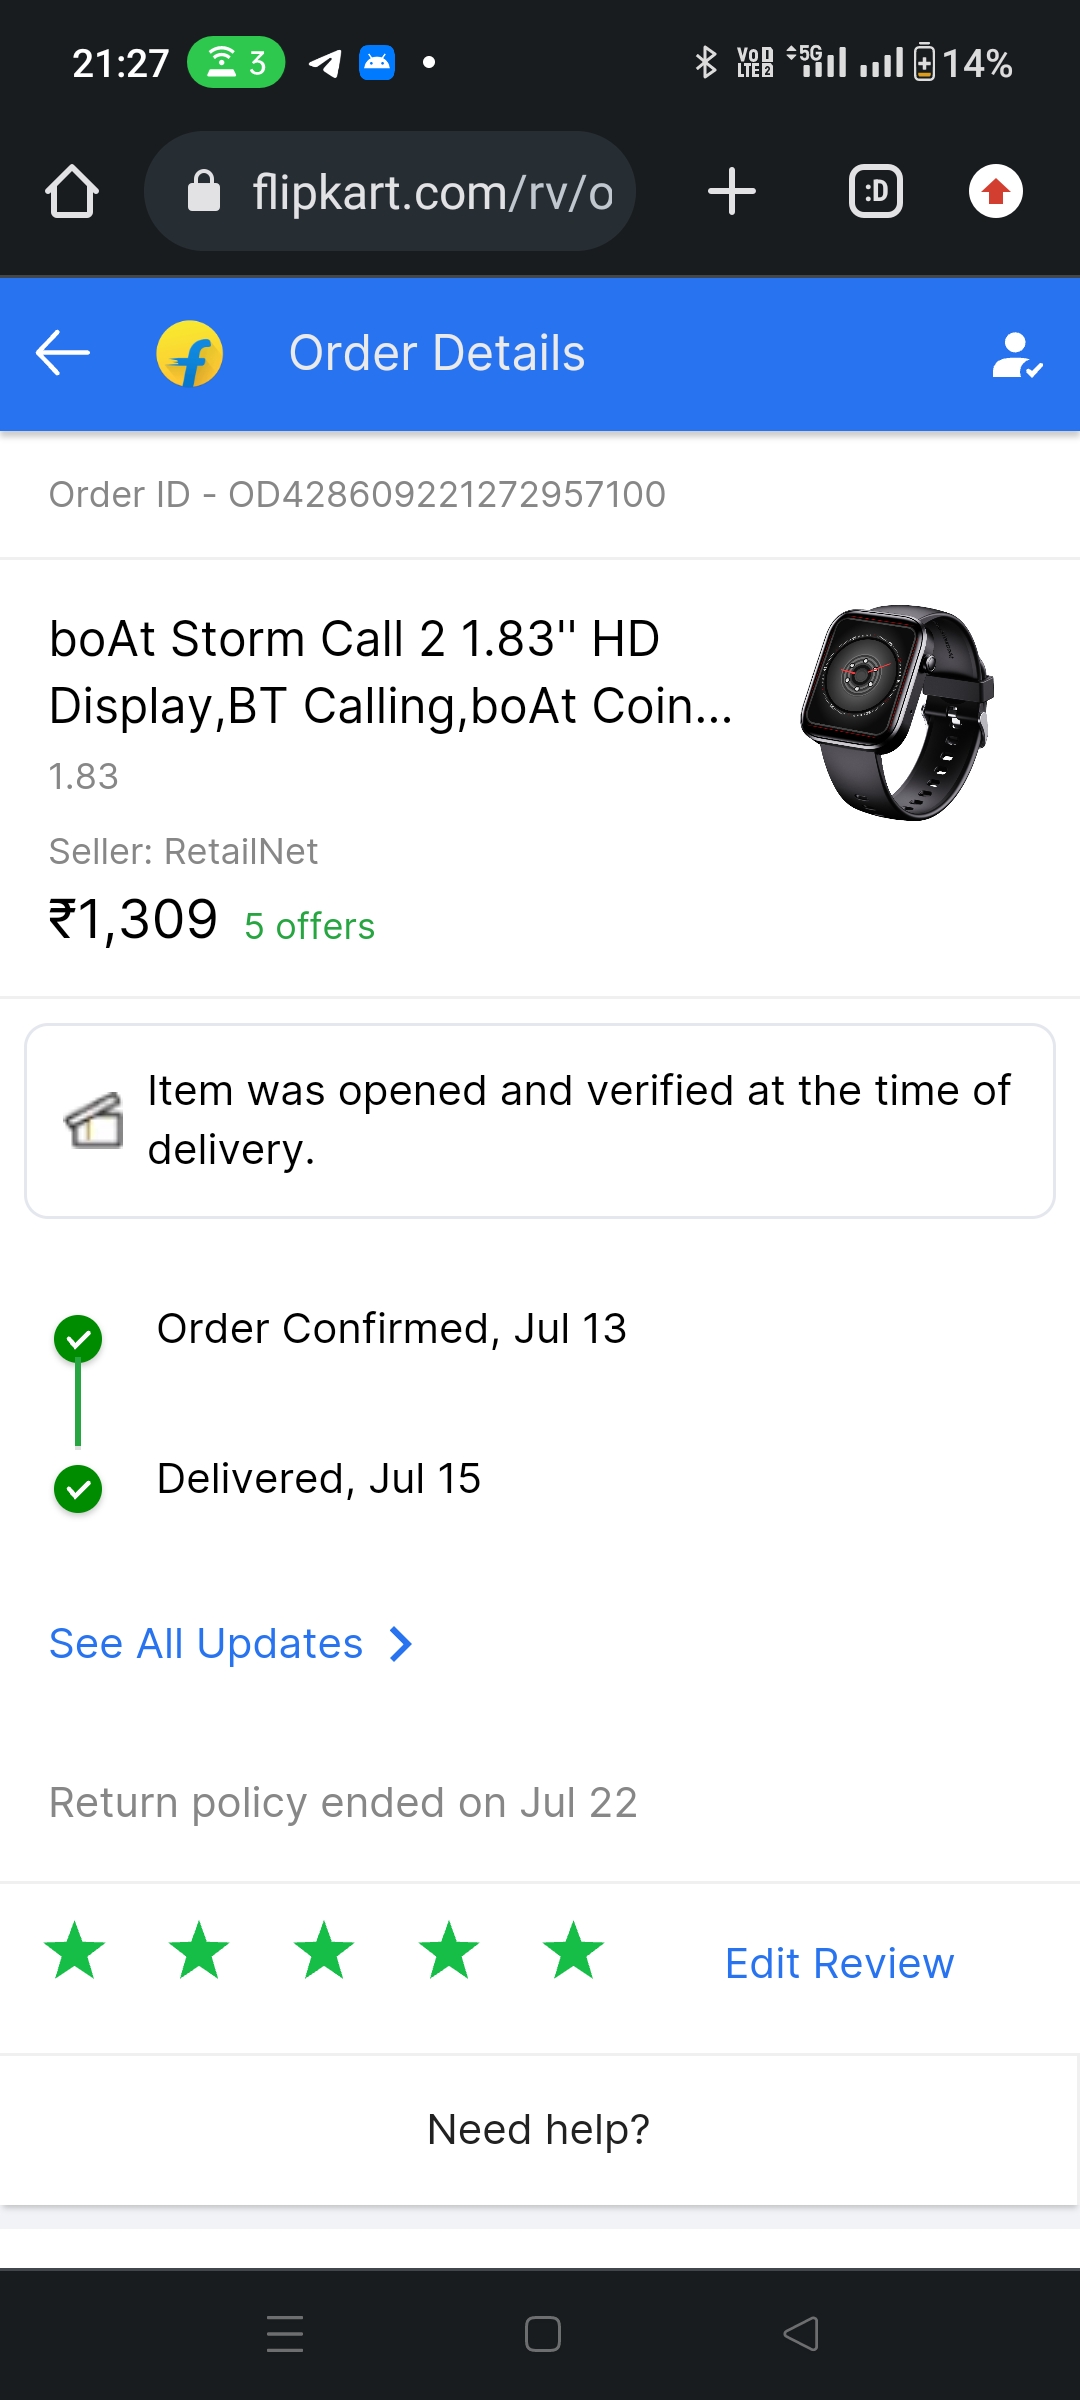 21:27 3 VoD LTE2 5G 14%
flipkart.com/rv/o :D
Order Details
Order ID - OD428609221272957100
boAt Storm Call 2 1.83'' HD
Display,BT Calling,boAt Coin...
1.83
Seller: RetailNet
₹1,309 5 offers
Item was opened and verified at the time of
delivery.
Order Confirmed, Jul 13
Delivered, Jul 15
See All Updates
Return policy ended on Jul 22
Edit Review
Need help?